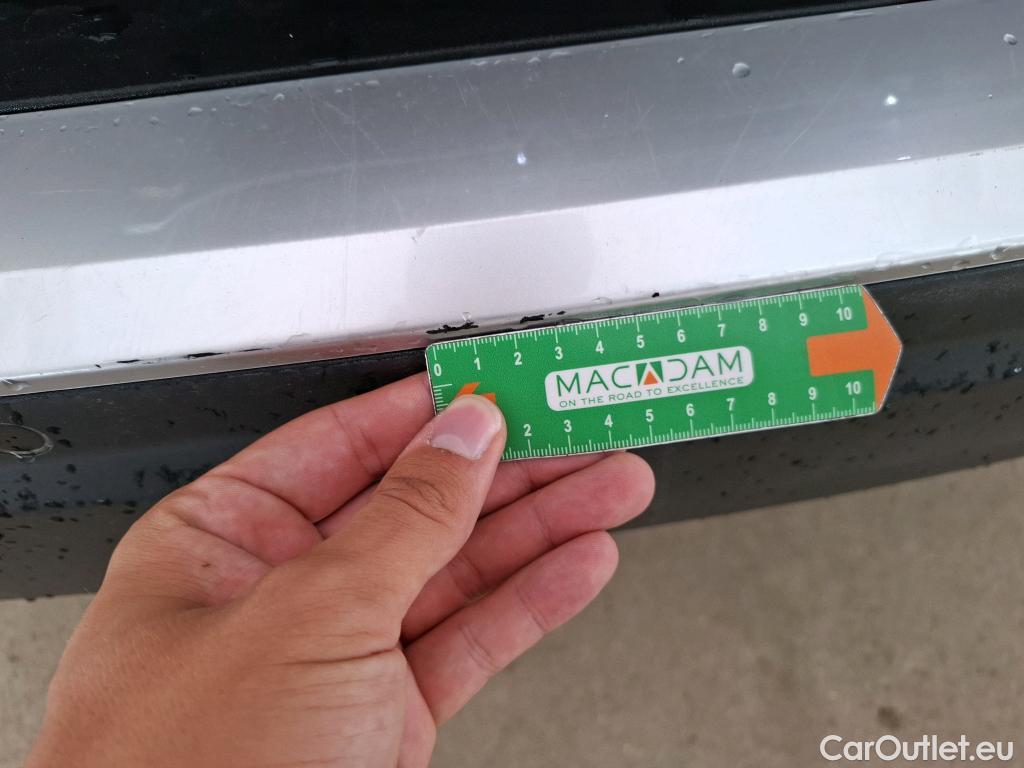 0 1 2 3 4 5 6 7 8 9 10
MACADAM
ON THE ROAD TO EXCELLENCE
2 3 4 5 6 7 8 9 10
CarOutlet.eu